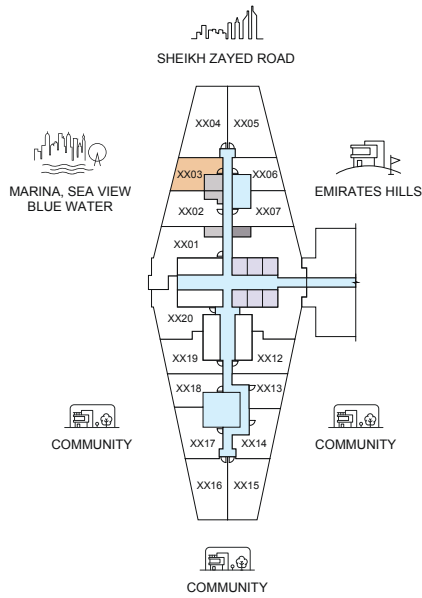 SHEIKH ZAYED ROAD
XX04
XX05
XX03
XX06
MARINA, SEA VIEW
BLUE WATER
EMIRATES HILLS
XX02
XX07
XX01
XX20
XX19
XX12
XX18
XX13
COMMUNITY
COMMUNITY
XX17
XX14
XX16
XX15
COMMUNITY